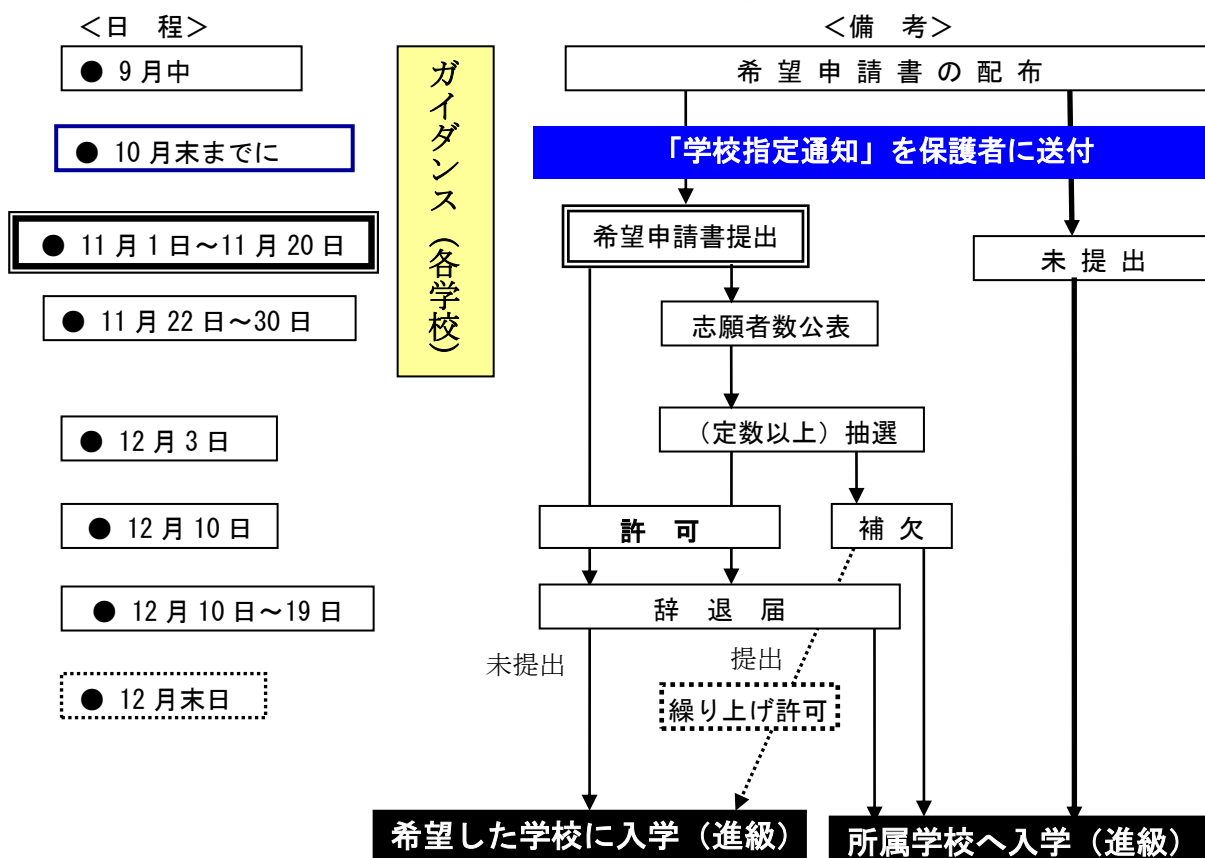 ＜日　程＞
＜備　考＞
● 9月中
希 望 申 請 書 の 配 布
ガイダンス（各学校）
● 10月末までに
「学校指定通知」を保護者に送付
● 11月1日～11月20日
希望申請書提出
未 提 出
● 11月22日～30日
志願者数公表
● 12月3日
（定数以上）抽選
● 12月10日
許　可
補 欠
● 12月10日～19日
辞　退　届
未提出
提出
● 12月末日
繰り上げ許可
希望した学校に入学（進級）
所属学校へ入学（進級）